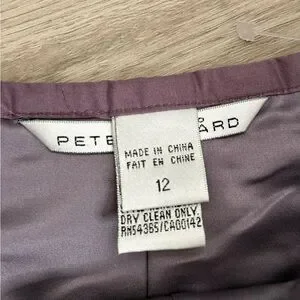 PETE ARD
MADE IN CHINA
FAIT EN CHINE
12
DRY CLEAN ONLY
RN54365/CA00142